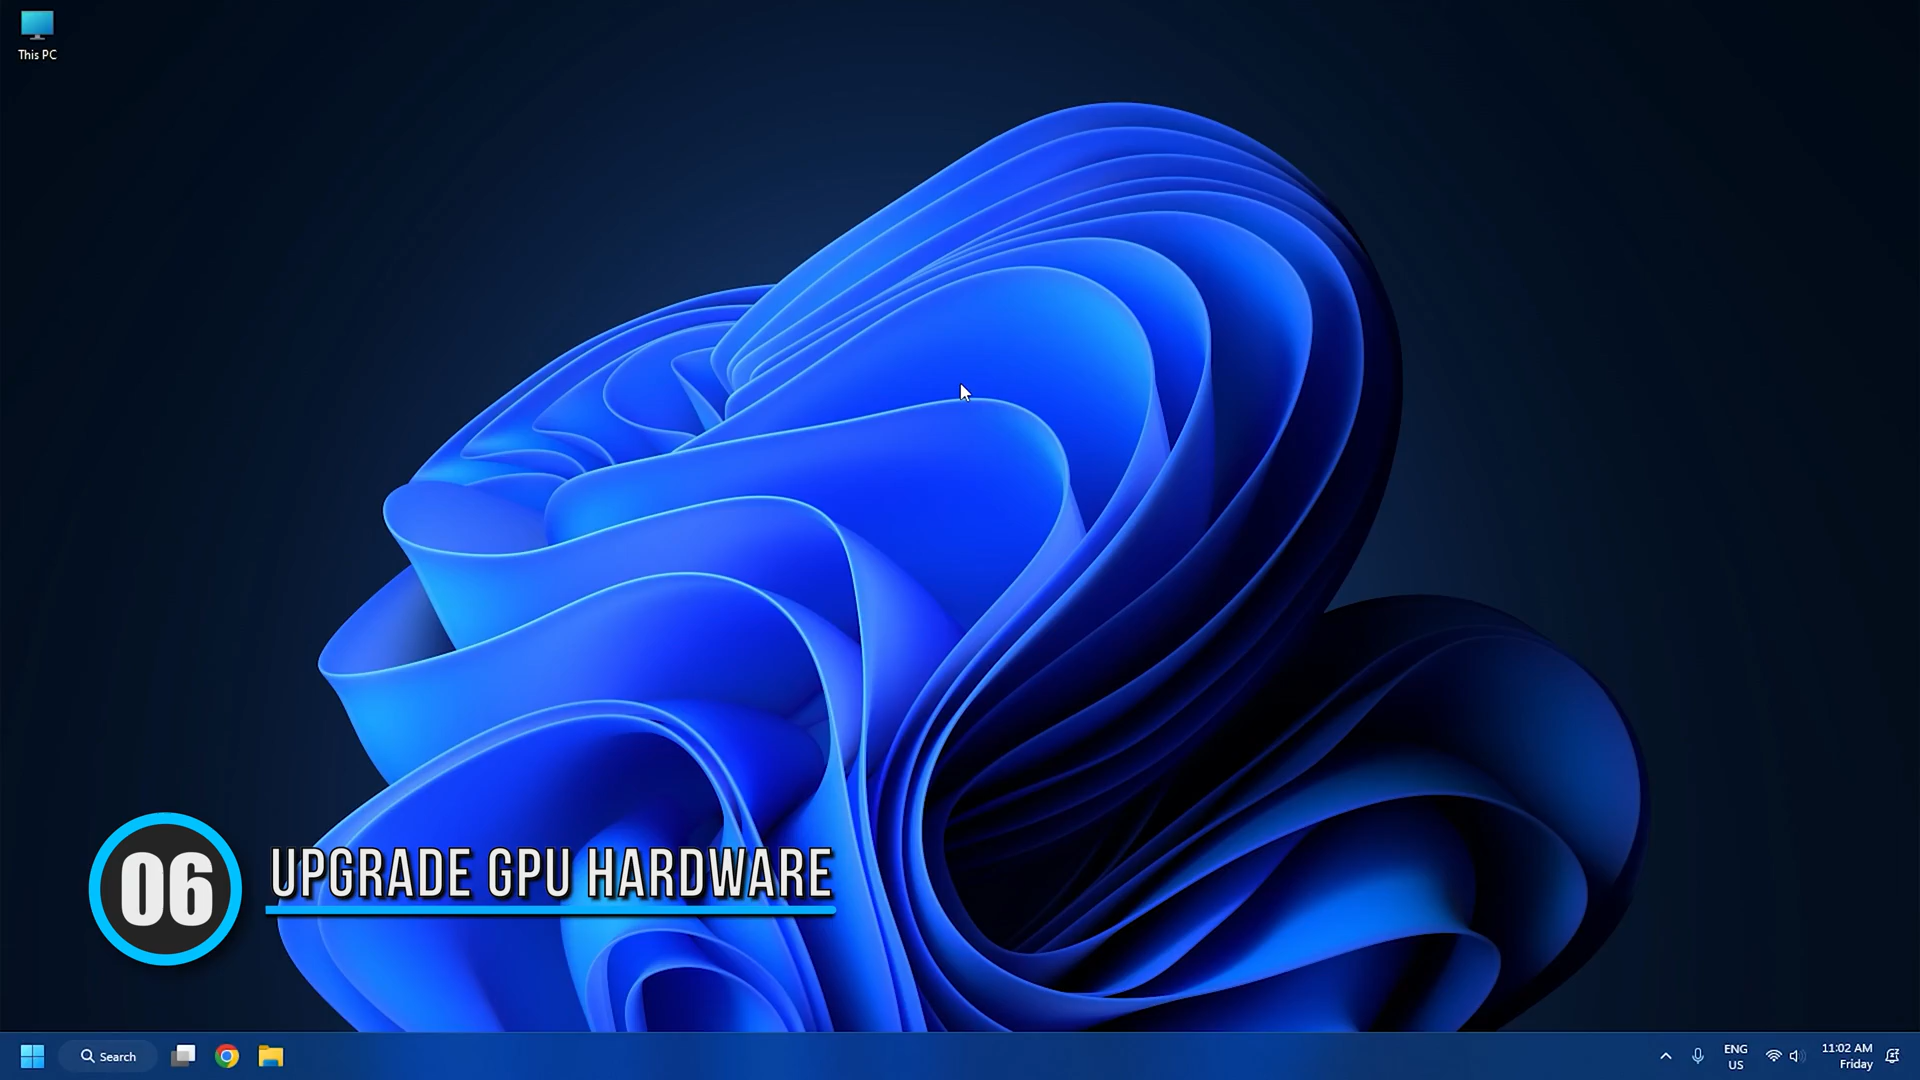 This PC
06
UPGRADE GPU HARDWARE
Search
ENG
US
11:02 AM
Friday